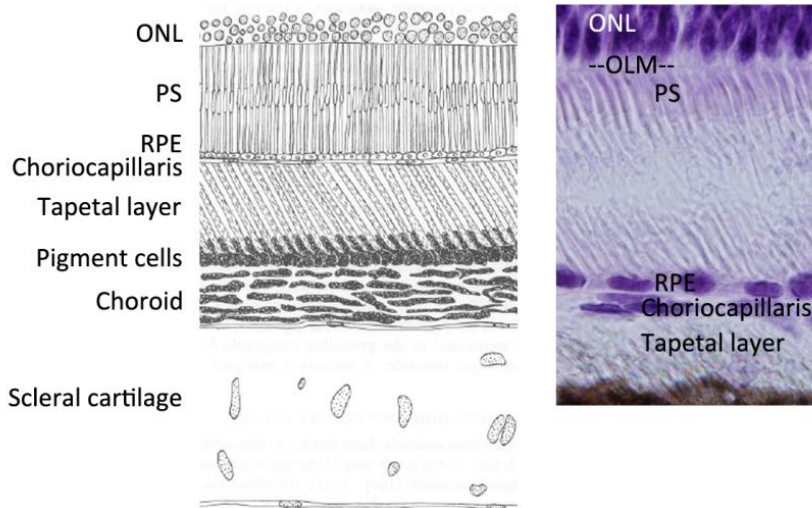 ONL
PS
RPE
Choriocapillaris
Tapetal layer
Pigment cells
Choroid
Scleral cartilage
ONL
--OLM--
PS
RPE
Choriocapillaris
Tapetal layer